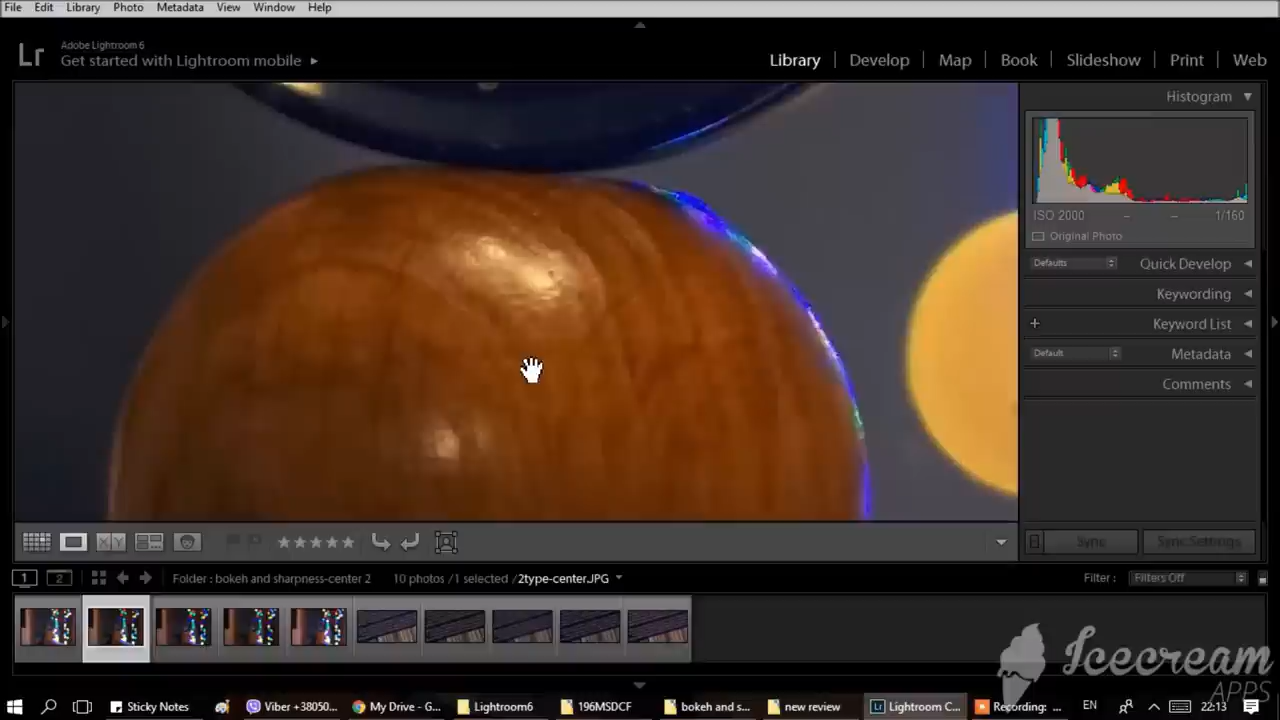 File Edit Library Photo Metadata View Window Help
Lr
Adobe Lightroom 6
Get started with Lightroom mobile
Library Develop Map Book Slideshow Print Web
Histogram
ISO 2000 – – 1/160
Original Photo
Defaults Quick Develop
Keywording
+ Keyword List
Default Metadata
Comments
X Y
Sync Sync Settings
1 2 Folder : bokeh and sharpness-center 2 10 photos / 1 selected / 2type-center.JPG Filter : Filters Off
Icecream
APPS
Sticky Notes Viber +38050... My Drive - G... Lightroom6 196MSDCF bokeh and s... new review Lightroom C... Recording: ... EN 22:13